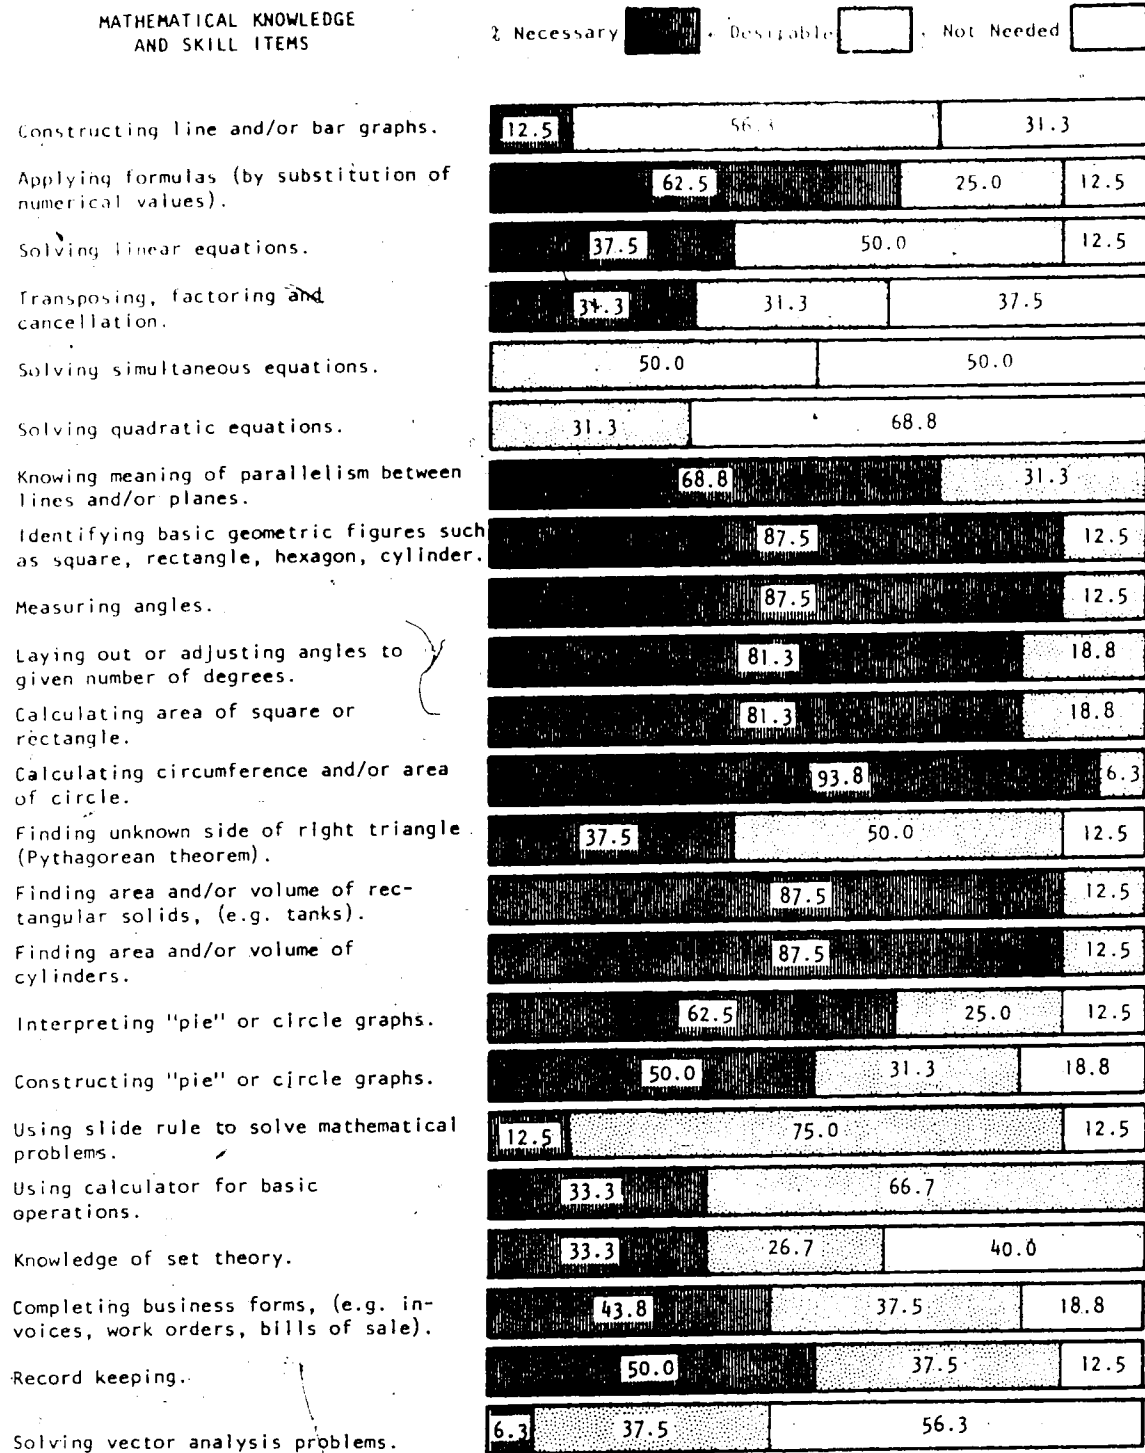 MATHEMATICAL KNOWLEDGE
AND SKILL ITEMS
% Necessary + Desirable , Not Needed
Constructing line and/or bar graphs. 12.5 56.3 31.3
Applying formulas (by substitution of
numerical values). 62.5 25.0 12.5
Solving linear equations. 37.5 50.0 12.5
Transposing, factoring and
cancellation. 31.3 31.3 37.5
Solving simultaneous equations. 50.0 50.0
Solving quadratic equations. 31.3 68.8
Knowing meaning of parallelism between
lines and/or planes. 68.8 31.3
Identifying basic geometric figures such
as square, rectangle, hexagon, cylinder. 87.5 12.5
Measuring angles. 87.5 12.5
Laying out or adjusting angles to
given number of degrees. 81.3 18.8
Calculating area of square or
rectangle. 81.3 18.8
Calculating circumference and/or area
of circle. 93.8 6.3
Finding unknown side of right triangle
(Pythagorean theorem). 37.5 50.0 12.5
Finding area and/or volume of rec-
tangular solids, (e.g. tanks). 87.5 12.5
Finding area and/or volume of
cylinders. 87.5 12.5
Interpreting "pie" or circle graphs. 62.5 25.0 12.5
Constructing "pie" or circle graphs. 50.0 31.3 18.8
Using slide rule to solve mathematical
problems. 12.5 75.0 12.5
Using calculator for basic
operations. 33.3 66.7
Knowledge of set theory. 33.3 26.7 40.0
Completing business forms, (e.g. in-
voices, work orders, bills of sale). 43.8 37.5 18.8
Record keeping. 50.0 37.5 12.5
Solving vector analysis problems. 6.3 37.5 56.3